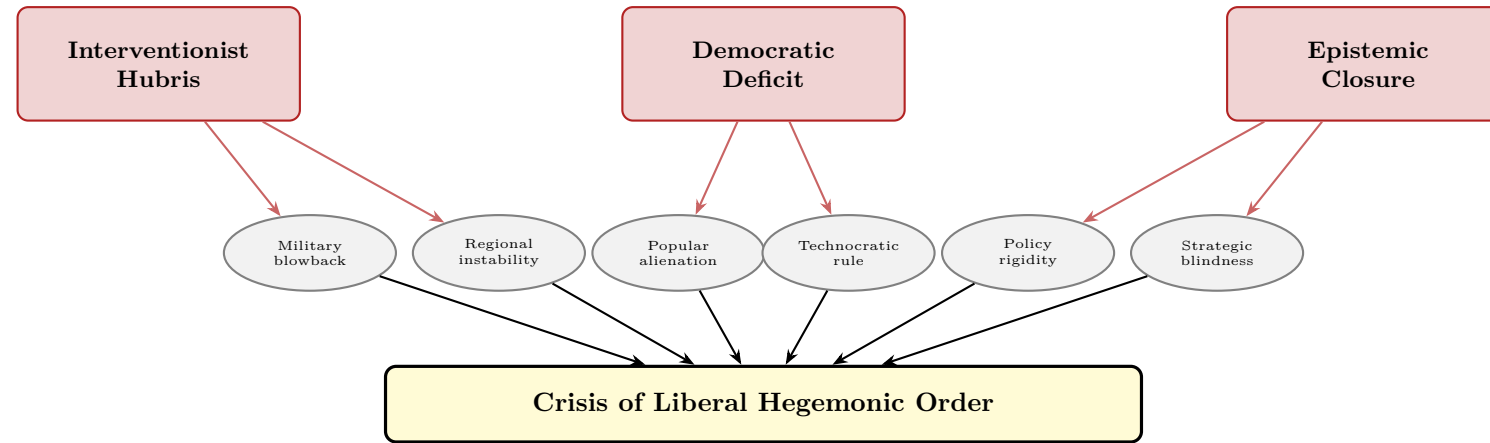 Interventionist
Hubris
Democratic
Deficit
Epistemic
Closure
Military
blowback
Regional
instability
Popular
alienation
Technocratic
rule
Policy
rigidity
Strategic
blindness
Crisis of Liberal Hegemonic Order